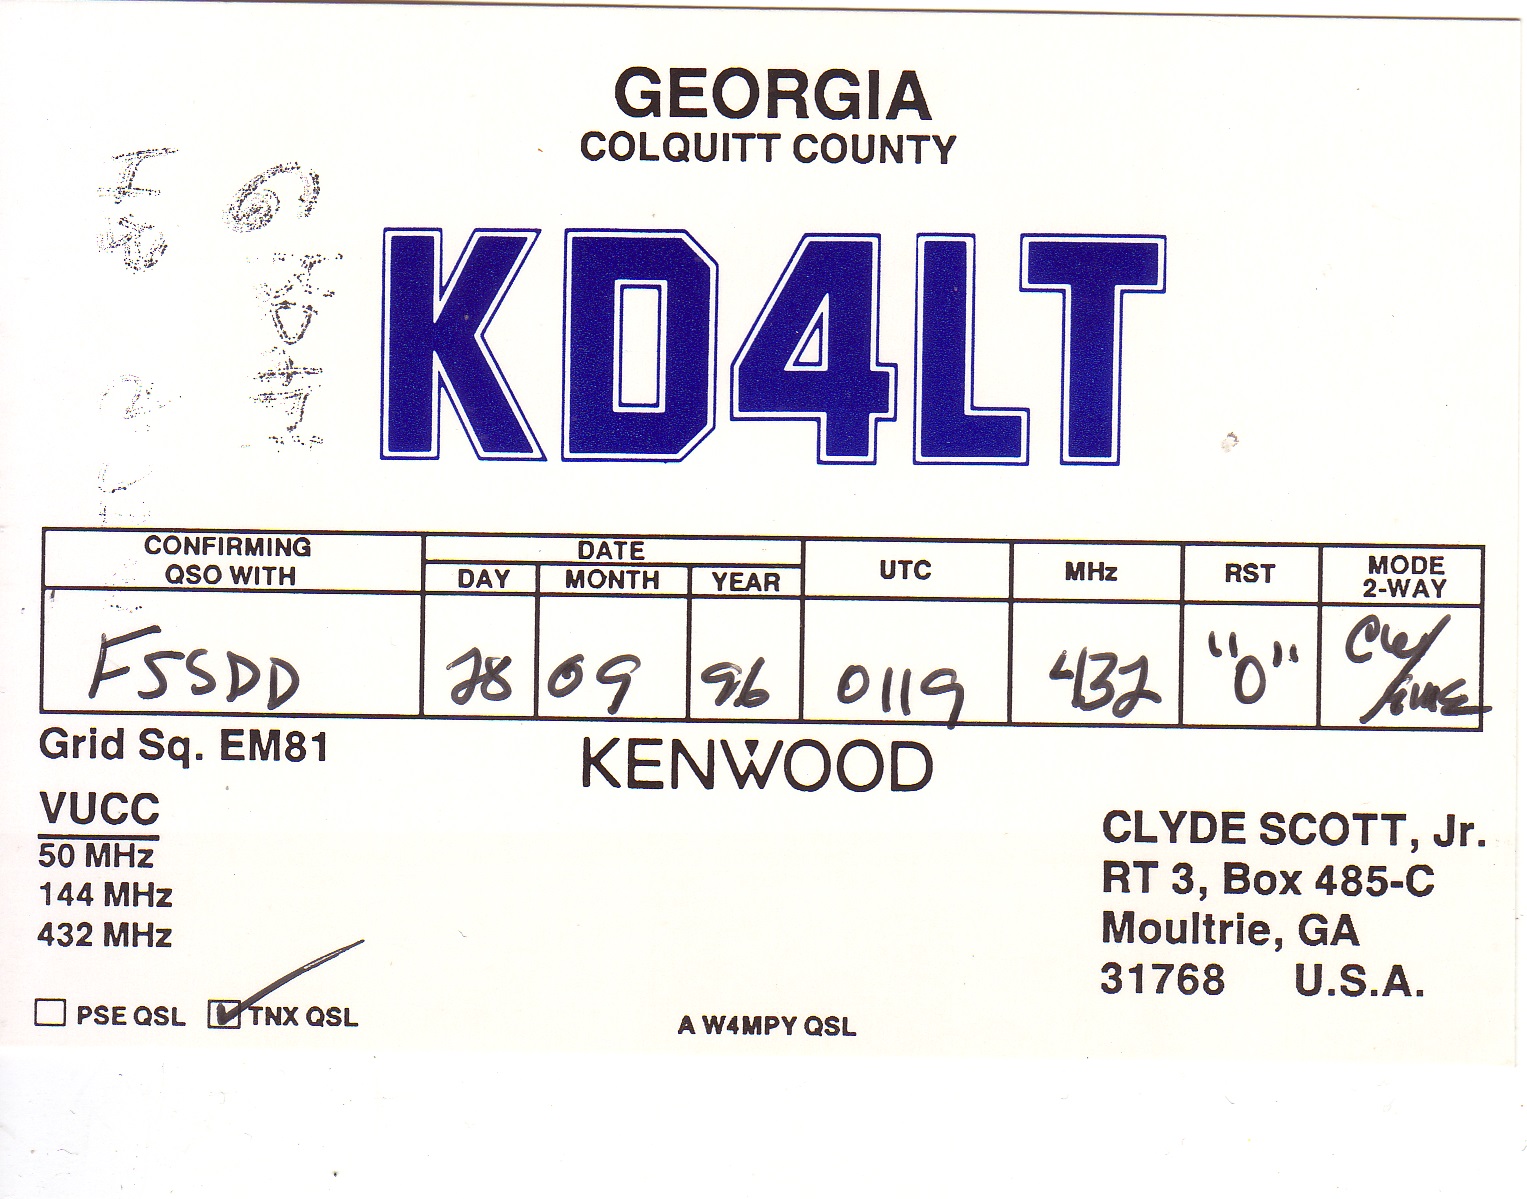 GEORGIA
COLQUITT COUNTY
KD4LT
CONFIRMING QSO WITH DATE DAY MONTH YEAR UTC MHz RST MODE 2-WAY
F5SDD 28 09 96 0119 432 "O" CW/EME
Grid Sq. EM81
KENWOOD
VUCC
50 MHz
144 MHz
432 MHz
CLYDE SCOTT, Jr.
RT 3, Box 485-C
Moultrie, GA
31768 U.S.A.
PSE QSL TNX QSL
A W4MPY QSL